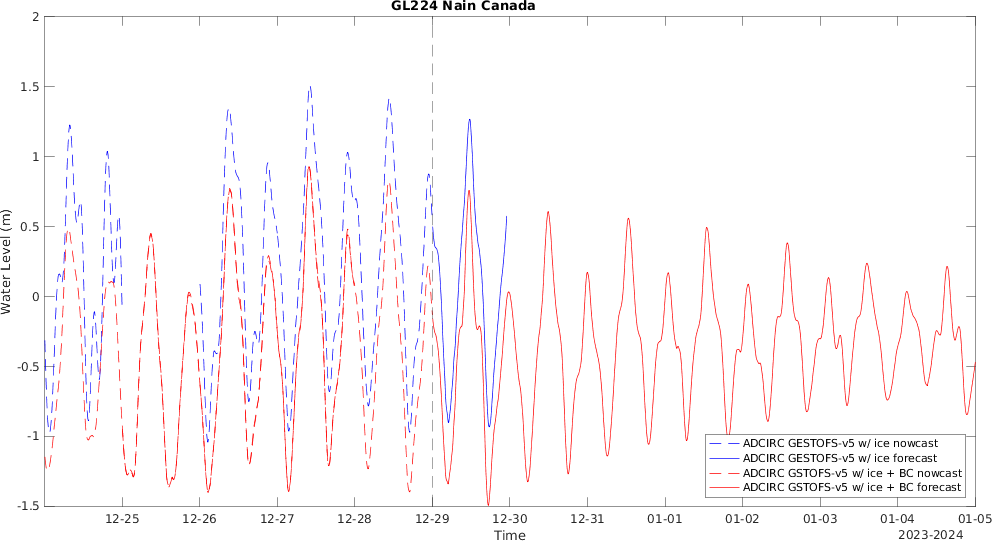 GL224 Nain Canada
2
1.5
1
0.5
0
-0.5
-1
-1.5
Water Level (m)
12-25 12-26 12-27 12-28 12-29 12-30 12-31 01-01 01-02 01-03 01-04 01-05
Time
2023-2024
ADCIRC GESTOFS-v5 w/ ice nowcast
ADCIRC GESTOFS-v5 w/ ice forecast
ADCIRC GSTOFS-v5 w/ ice + BC nowcast
ADCIRC GSTOFS-v5 w/ ice + BC forecast